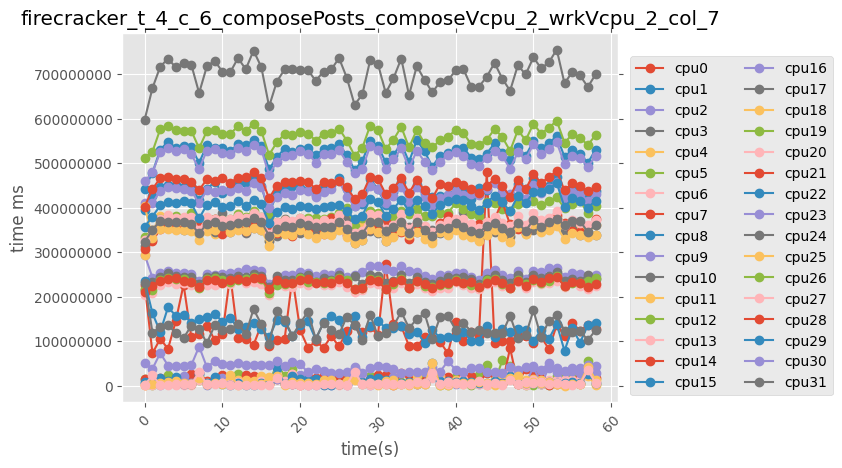 firecracker_t_4_c_6_composePosts_composeVcpu_2_wrkVcpu_2_col_7
time ms
700000000
600000000
500000000
400000000
300000000
200000000
100000000
0
0
10
20
30
40
50
60
time(s)
cpu0
cpu1
cpu2
cpu3
cpu4
cpu5
cpu6
cpu7
cpu8
cpu9
cpu10
cpu11
cpu12
cpu13
cpu14
cpu15
cpu16
cpu17
cpu18
cpu19
cpu20
cpu21
cpu22
cpu23
cpu24
cpu25
cpu26
cpu27
cpu28
cpu29
cpu30
cpu31